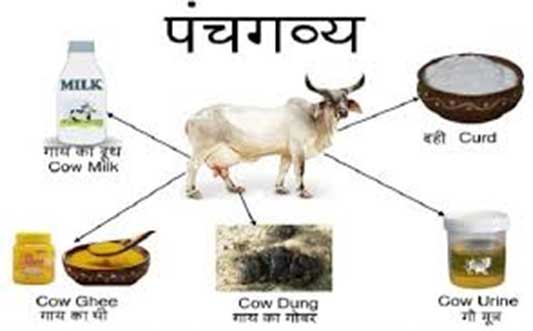 पंचगव्य
MILK
गाय का दूध
Cow Milk
दही Curd
Cow Ghee
गाय का घी
Cow Dung
गाय का गोबर
Cow Urine
गौ मूत्र